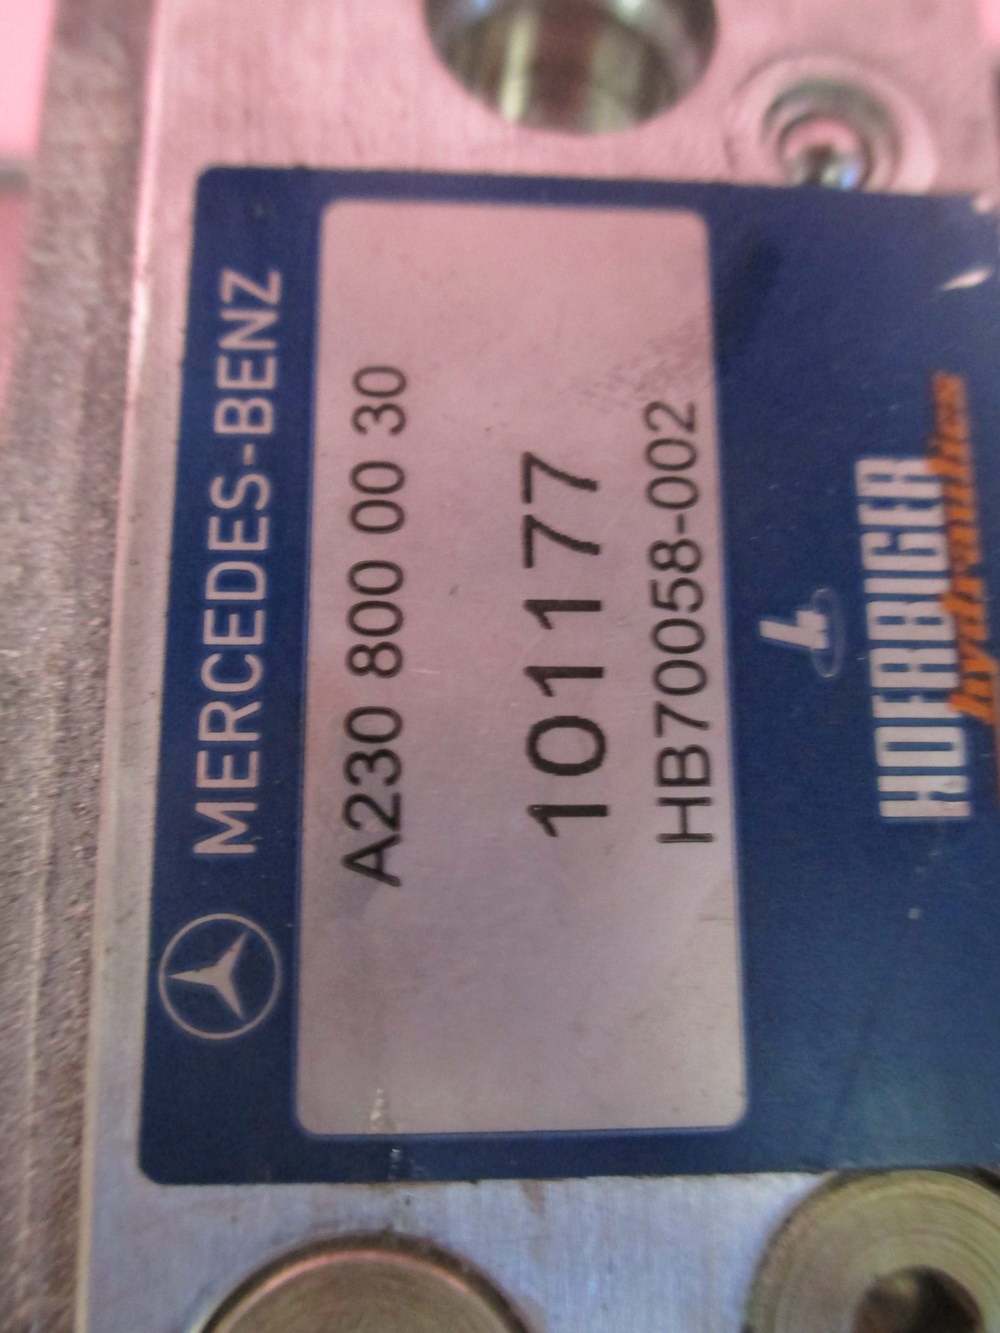 MERCEDES-BENZ
A230 800 00 30
101177
HB70058-002
HOERBIGER
hydraulics